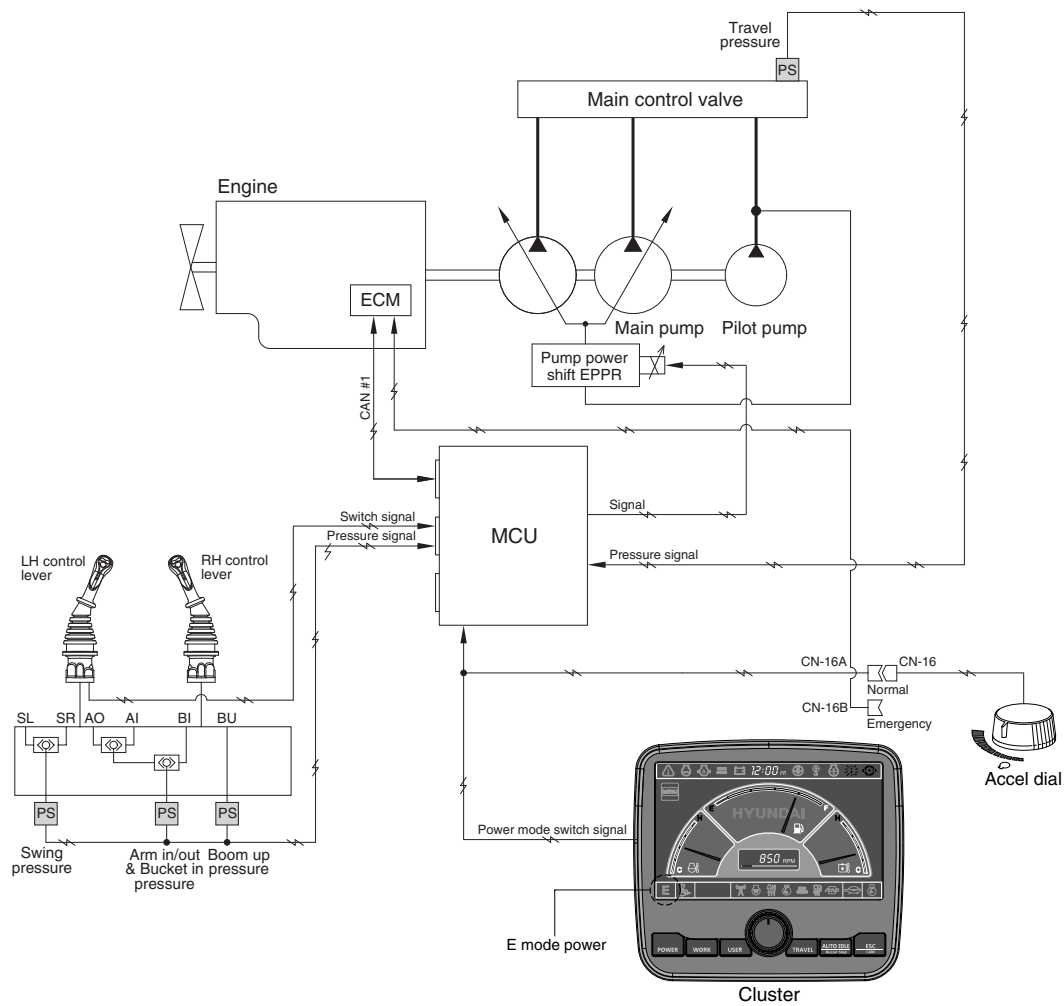 Travel
pressure
PS
Main control valve
Engine
ECM
Main pump
Pilot pump
Pump power
shift EPPR
CAN #1
MCU
Switch signal
Pressure signal
Signal
Pressure signal
LH control
lever
RH control
lever
SL
SR
AO
AI
BI
BU
PS
PS
PS
Swing
pressure
Arm in/out
& Bucket in
pressure
Boom up
pressure
CN-16A
CN-16
Normal
CN-16B
Emergency
Accel dial
Power mode switch signal
12:00
E
F
H
H
HYUNDAI
C
C
850 RPM
E
E mode power
POWER
WORK
USER
TRAVEL
AUTO IDLE
Buzzer Stop
ESC
Cluster